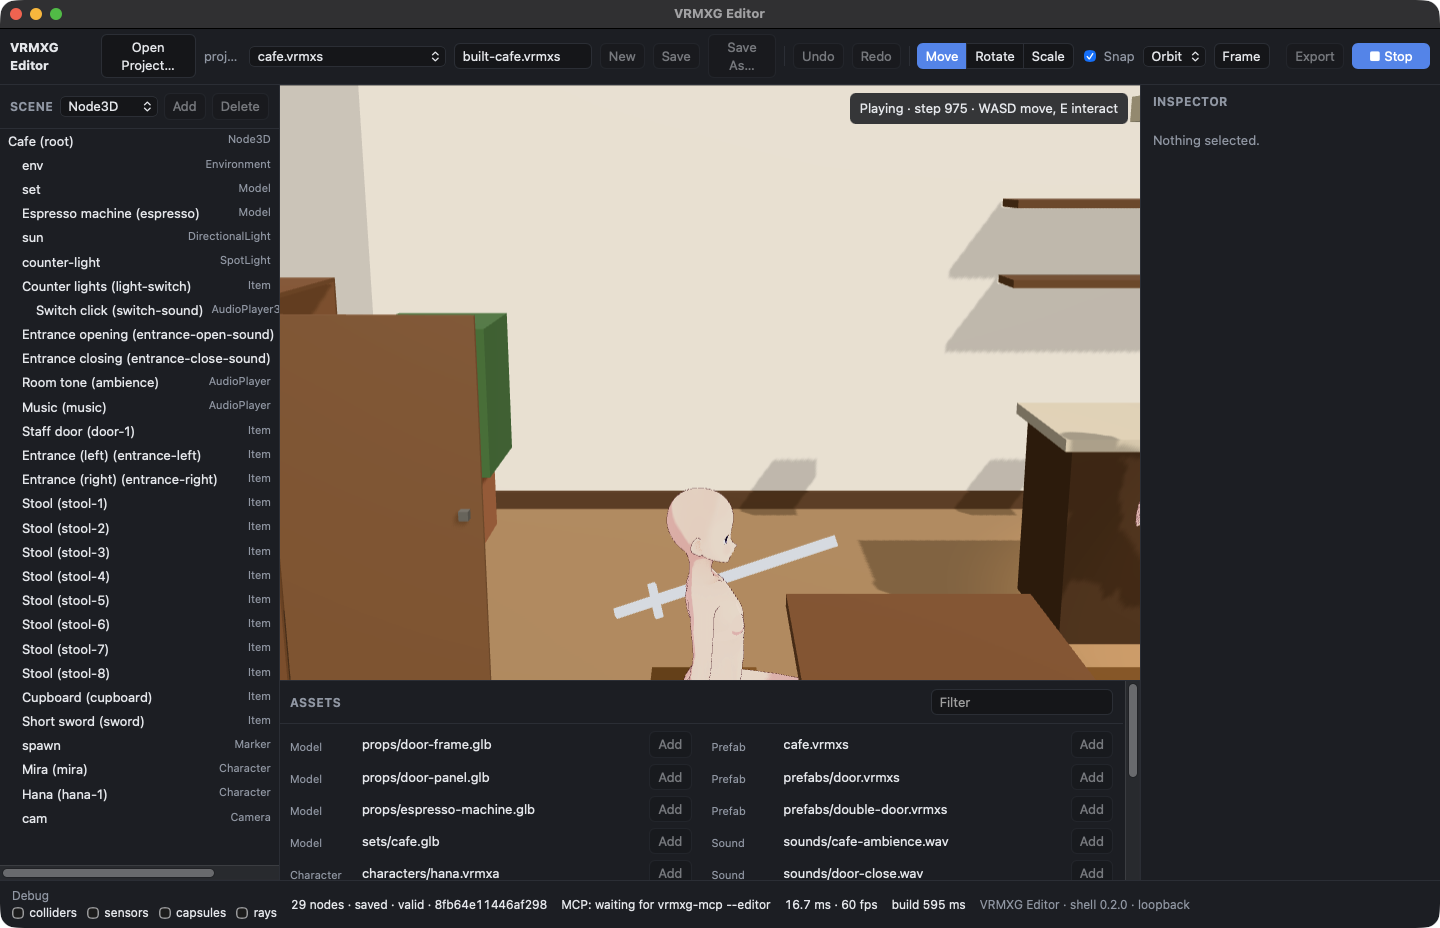 VRMXG Editor
VRMXG Editor
Open Project...
proj...
cafe.vrmxs
built-cafe.vrmxs
New
Save
Save As...
Undo
Redo
Move
Rotate
Scale
Snap
Orbit
Frame
Export
Stop
SCENE
Node3D
Add
Delete
Cafe (root) Node3D
env Environment
set Model
Espresso machine (espresso) Model
sun DirectionalLight
counter-light SpotLight
Counter lights (light-switch) Item
Switch click (switch-sound) AudioPlayer3
Entrance opening (entrance-open-sound)
Entrance closing (entrance-close-sound)
Room tone (ambience) AudioPlayer
Music (music) AudioPlayer
Staff door (door-1) Item
Entrance (left) (entrance-left) Item
Entrance (right) (entrance-right) Item
Stool (stool-1) Item
Stool (stool-2) Item
Stool (stool-3) Item
Stool (stool-4) Item
Stool (stool-5) Item
Stool (stool-6) Item
Stool (stool-7) Item
Stool (stool-8) Item
Cupboard (cupboard) Item
Short sword (sword) Item
spawn Marker
Mira (mira) Character
Hana (hana-1) Character
cam Camera
Playing · step 975 · WASD move, E interact
INSPECTOR
Nothing selected.
ASSETS
Filter
Model props/door-frame.glb Add
Prefab cafe.vrmxs Add
Model props/door-panel.glb Add
Prefab prefabs/door.vrmxs Add
Model props/espresso-machine.glb Add
Prefab prefabs/double-door.vrmxs Add
Model sets/cafe.glb Add
Sound sounds/cafe-ambience.wav Add
Character characters/hana.vrmxa Add
Sound sounds/door-close.wav Add
Debug
colliders sensors capsules rays
29 nodes · saved · valid · 8fb64e11446af298 MCP: waiting for vrmxg-mcp --editor 16.7 ms · 60 fps build 595 ms VRMXG Editor · shell 0.2.0 · loopback